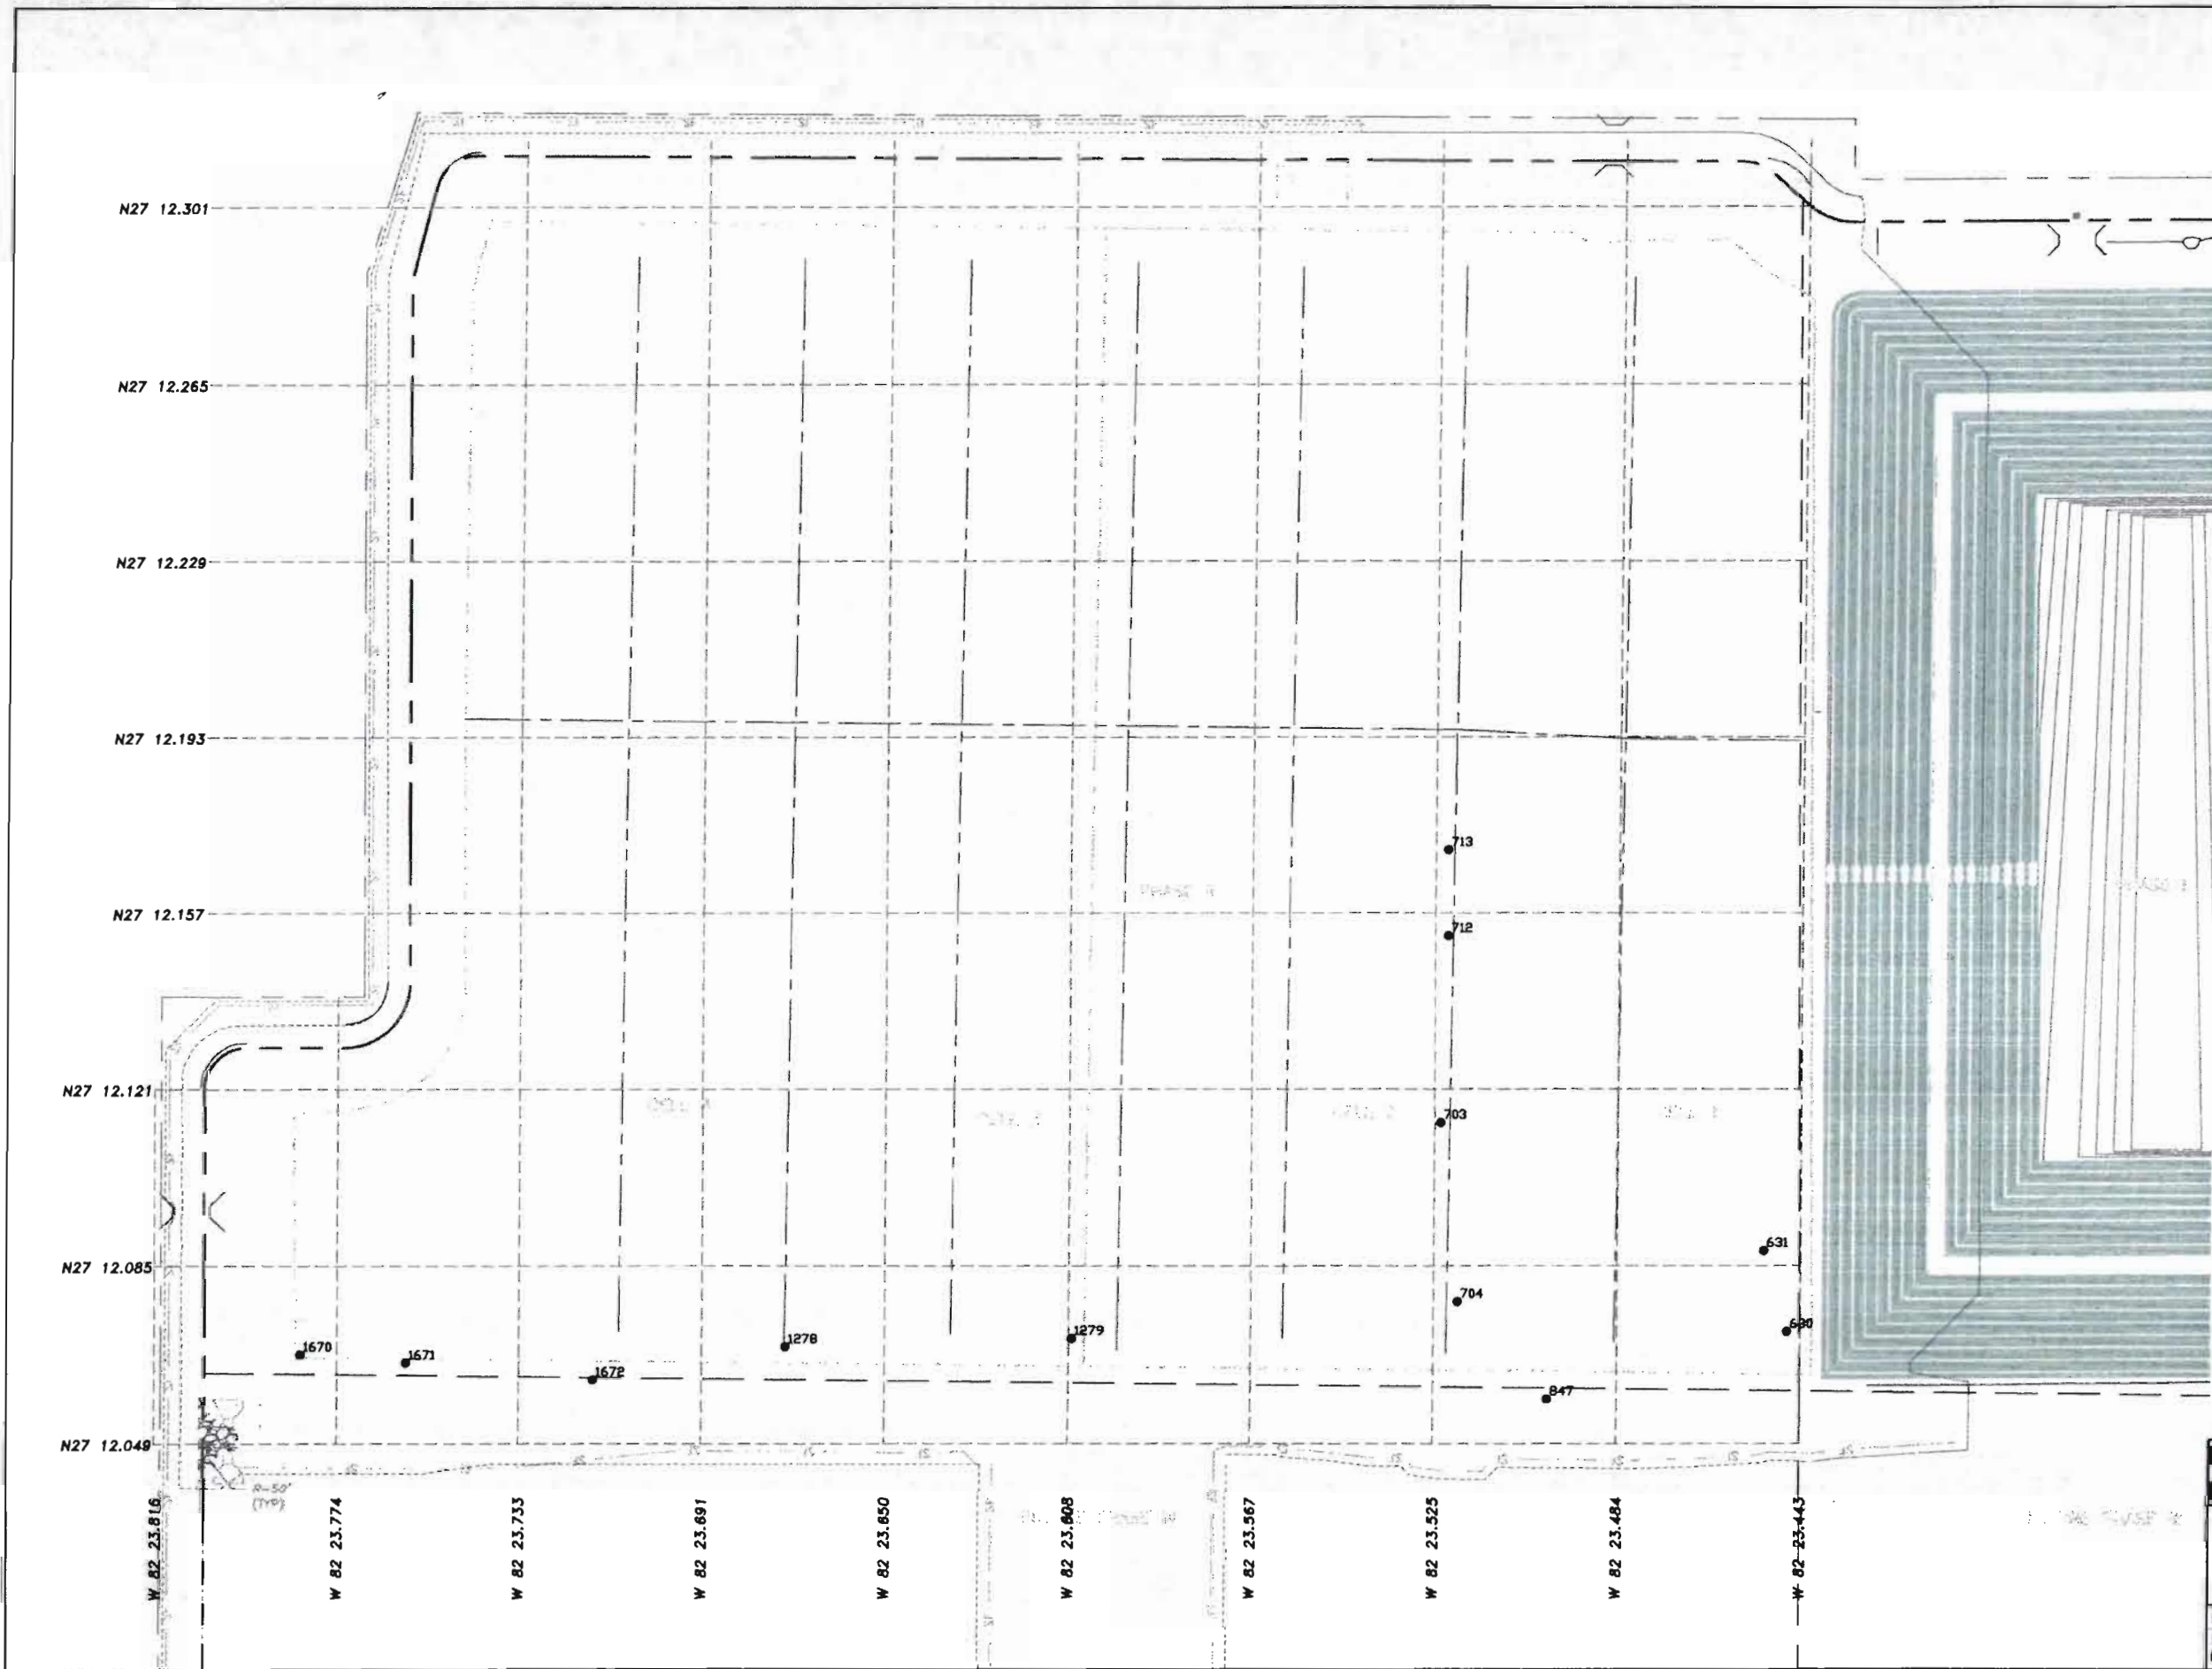 N27 12.301
N27 12.265
N27 12.229
N27 12.193
713
N27 12.157
712
N27 12.121
703
631
N27 12.085
704
630
1279
1278
1670
1671
1672
847
N27 12.049
R-50'
(TYP)
W 82 23.816
W 82 23.774
W 82 23.733
W 82 23.691
W 82 23.650
W 82 23.608
W 82 23.567
W 82 23.525
W 82 23.484
W 82 23.443